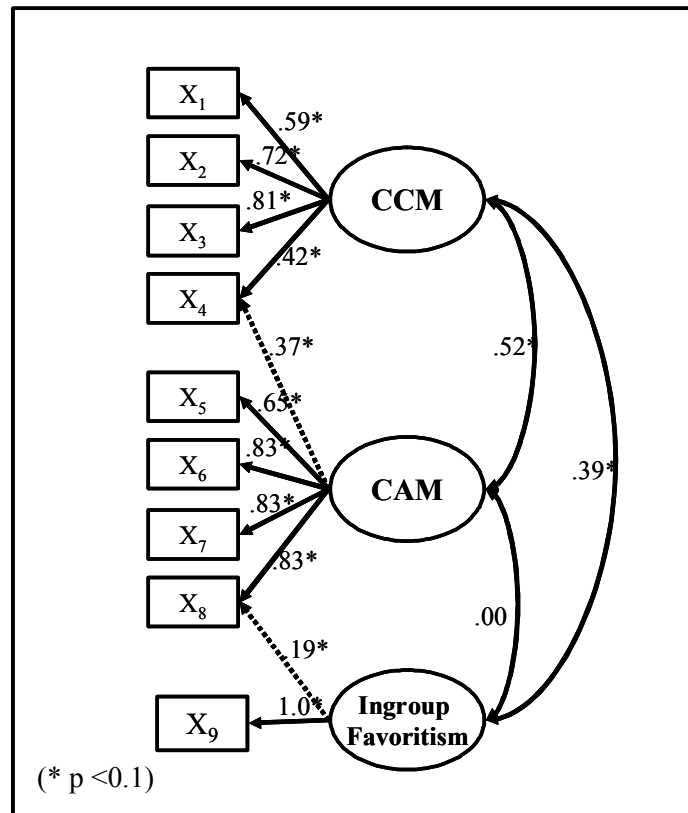 X1
.59*
X2
.72*
.81*
CCM
X3
.42*
X4
.37*
.52*
X5
.65*
.83*
X6
CAM
.39*
X7
.83*
.83*
X8
.00
.19*
Ingroup
Favoritism
1.0*
X9
(* p <0.1)